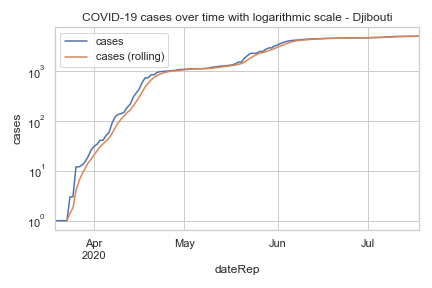 COVID-19 cases over time with logarithmic scale - Djibouti
cases
cases (rolling)
10³
10²
10¹
10⁰
cases
Apr
2020
May
Jun
Jul
dateRep